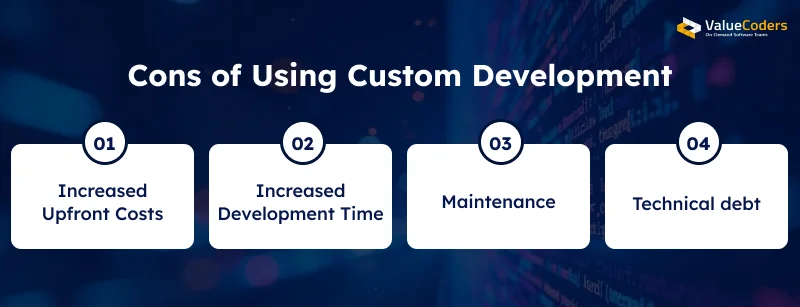 ValueCoders
On Demand Software Teams
Cons of Using Custom Development
01
Increased
Upfront Costs
02
Increased
Development Time
03
Maintenance
04
Technical debt